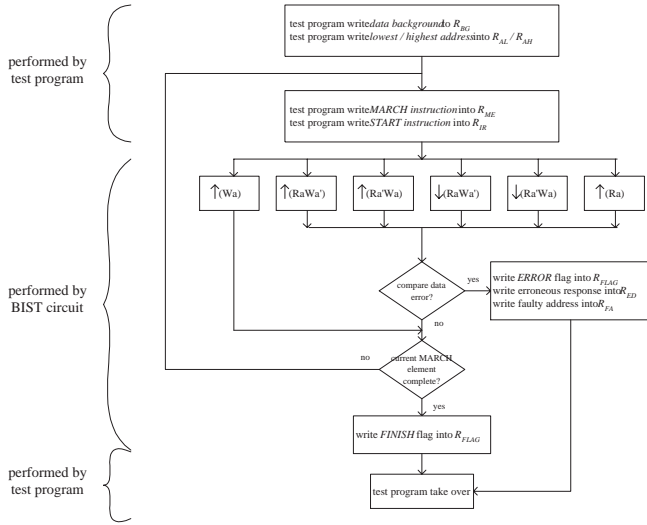 performed by
test program
test program write data background to R_BG
test program write lowest / highest address into R_AL / R_AH
test program write MARCH instruction into R_ME
test program write START instruction into R_IR
↑(Wa)
↑(RaWa')
↑(Ra'Wa)
↓(RaWa')
↓(Ra'Wa)
↑(Ra)
performed by
BIST circuit
compare data
error?
yes
write ERROR flag into R_FLAG
write erroneous response into R_ED
write faulty address into R_FA
no
no
current MARCH
element
complete?
yes
write FINISH flag into R_FLAG
performed by
test program
test program take over